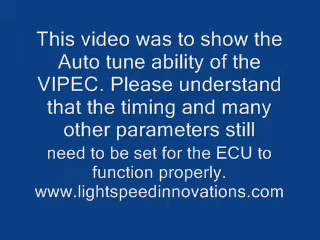 This video was to show the
Auto tune ability of the
VIPEC. Please understand
that the timing and many
other parameters still
need to be set for the ECU to
function properly.
www.lightspeedinnovations.com